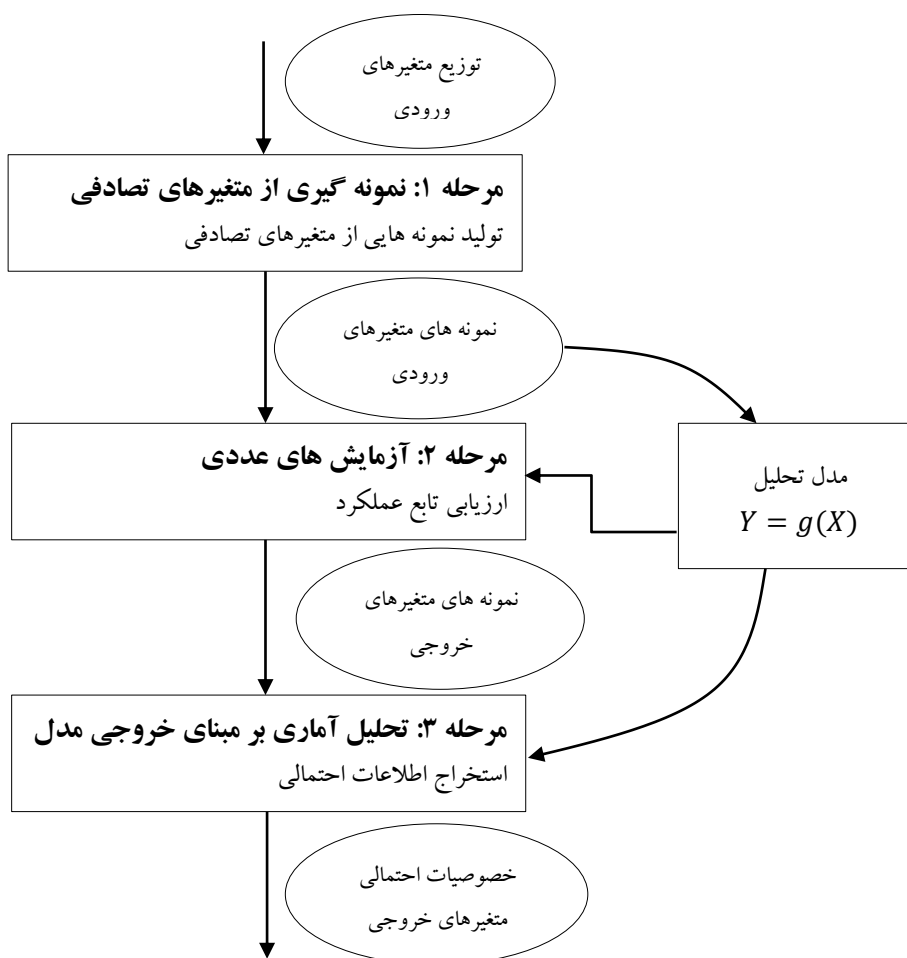 توزیع متغیرهای
ورودی
مرحله ۱: نمونه گیری از متغیرهای تصادفی
تولید نمونه هایی از متغیرهای تصادفی
نمونه های متغیرهای
ورودی
مرحله ۲: آزمایش های عددی
ارزیابی تابع عملکرد
مدل تحلیل
Y = g(X)
نمونه های متغیرهای
خروجی
مرحله ۳: تحلیل آماری بر مبنای خروجی مدل
استخراج اطلاعات احتمالی
خصوصیات احتمالی
متغیرهای خروجی